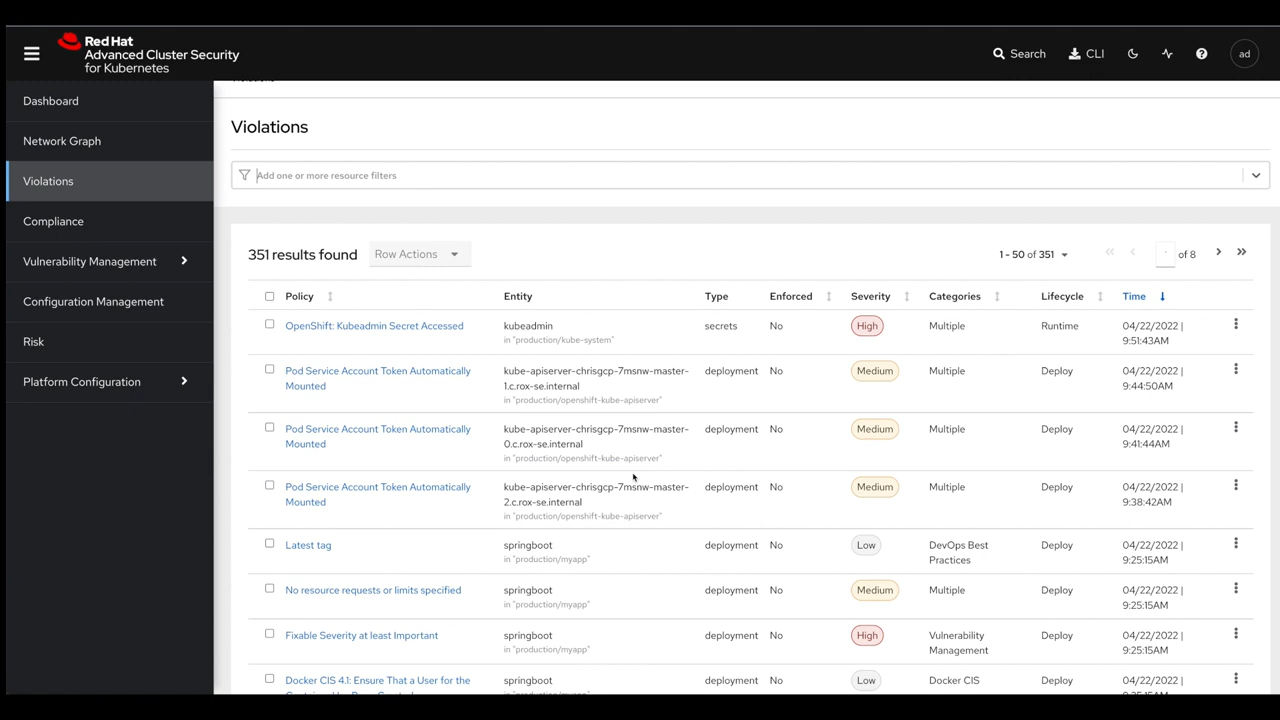 Red Hat
Advanced Cluster Security
for Kubernetes
Search
CLI
ad
Dashboard
Network Graph
Violations
Compliance
Vulnerability Management
Configuration Management
Risk
Platform Configuration
Violations
Add one or more resource filters
351 results found
Row Actions
1 - 50 of 351
of 8
Policy Entity Type Enforced Severity Categories Lifecycle Time
OpenShift: Kubeadmin Secret Accessed kubeadmin secrets No High Multiple Runtime 04/22/2022 |
in "production/kube-system" 9:51:43AM
Pod Service Account Token Automatically kube-apiserver-chrisgcp-7msnw-master- deployment No Medium Multiple Deploy 04/22/2022 |
Mounted 1.c.rox-se.internal 9:44:50AM
in "production/openshift-kube-apiserver"
Pod Service Account Token Automatically kube-apiserver-chrisgcp-7msnw-master- deployment No Medium Multiple Deploy 04/22/2022 |
Mounted 0.c.rox-se.internal 9:41:44AM
in "production/openshift-kube-apiserver"
Pod Service Account Token Automatically kube-apiserver-chrisgcp-7msnw-master- deployment No Medium Multiple Deploy 04/22/2022 |
Mounted 2.c.rox-se.internal 9:38:42AM
in "production/openshift-kube-apiserver"
Latest tag springboot deployment No Low DevOps Best Deploy 04/22/2022 |
in "production/myapp" Practices 9:25:15AM
No resource requests or limits specified springboot deployment No Medium Multiple Deploy 04/22/2022 |
in "production/myapp" 9:25:15AM
Fixable Severity at least Important springboot deployment No High Vulnerability Deploy 04/22/2022 |
in "production/myapp" Management 9:25:15AM
Docker CIS 4.1: Ensure That a User for the springboot deployment No Low Docker CIS Deploy 04/22/2022 |